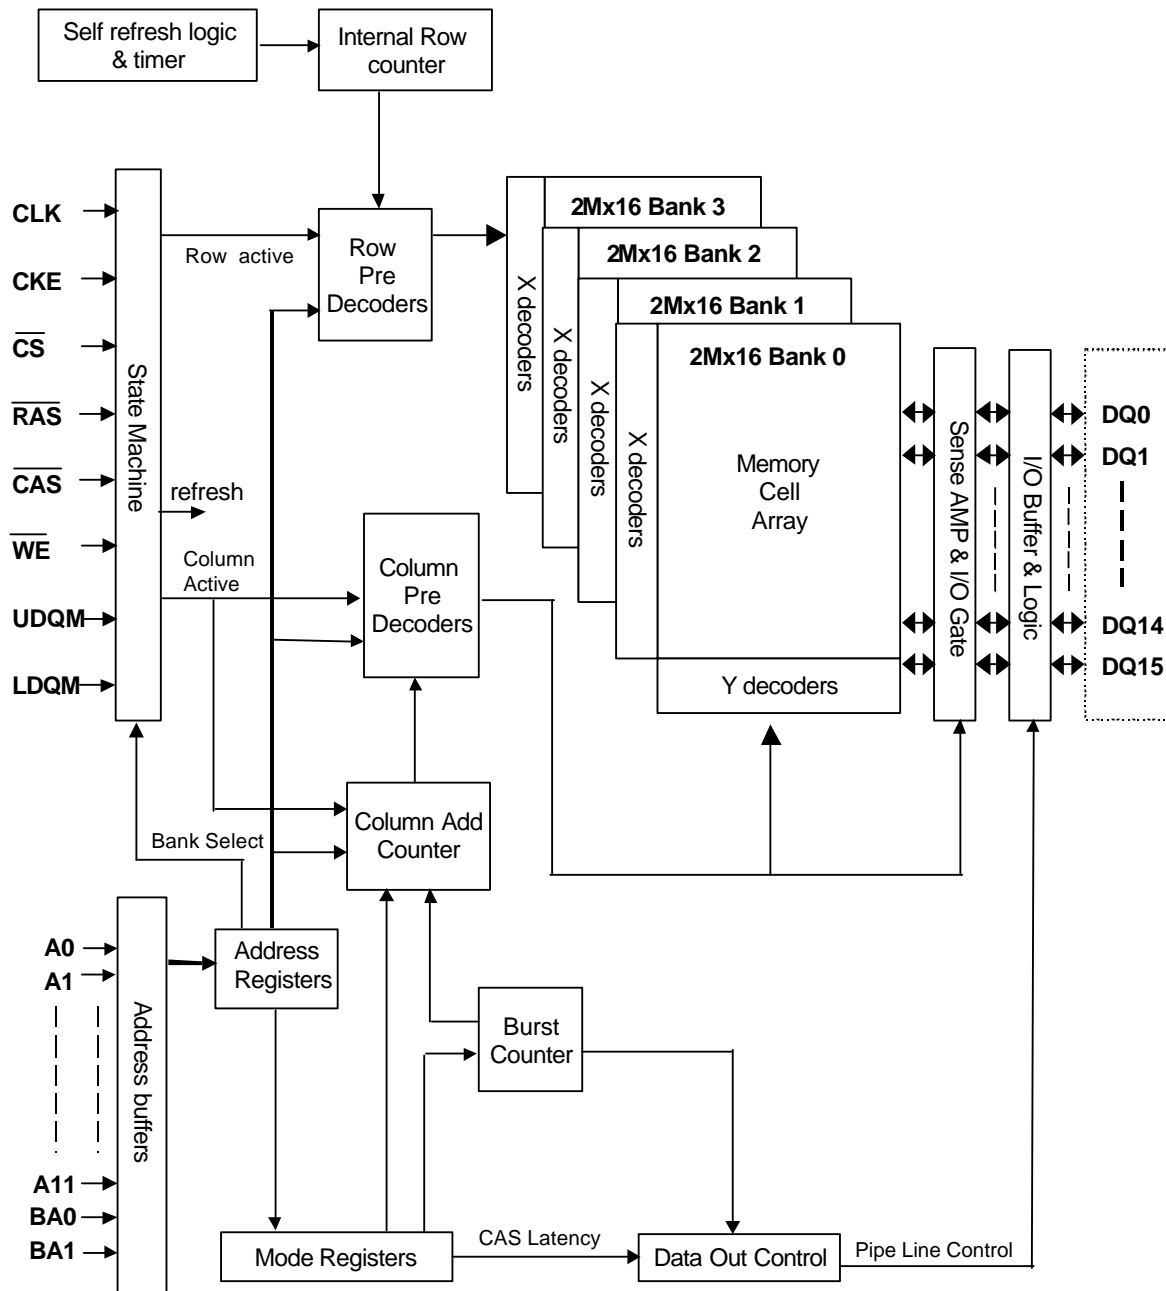 Self refresh logic
& timer
Internal Row
counter
CLK
CKE
CS
RAS
CAS
WE
UDQM
LDQM
State Machine
Row active
refresh
Column
Active
Bank Select
Row
Pre
Decoders
Column
Pre
Decoders
Column Add
Counter
2Mx16 Bank 3
2Mx16 Bank 2
2Mx16 Bank 1
2Mx16 Bank 0
X decoders
X decoders
X decoders
X decoders
Memory
Cell
Array
Y decoders
Sense AMP & I/O Gate
I/O Buffer & Logic
DQ0
DQ1
DQ14
DQ15
A0
A1
A11
BA0
BA1
Address buffers
Address
Registers
Burst
Counter
Mode Registers
CAS Latency
Data Out Control
Pipe Line Control